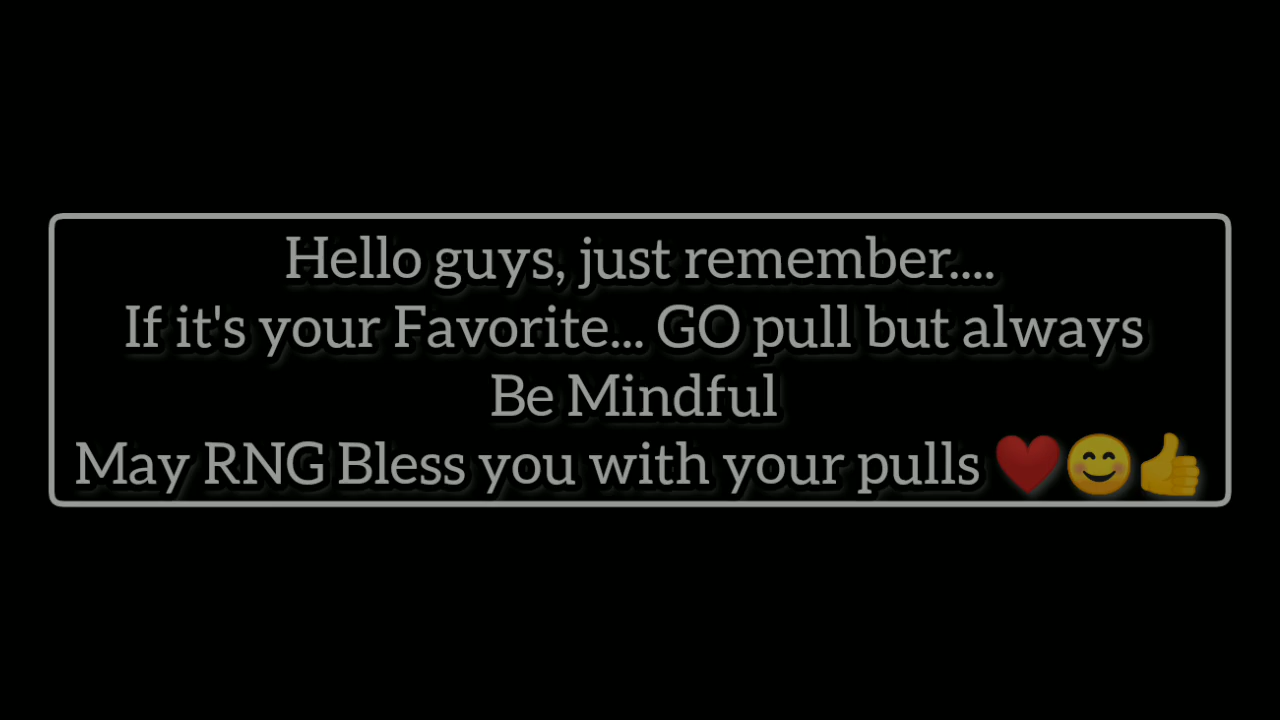 Hello guys, just remember....
If it's your Favorite... GO pull but always
Be Mindful
May RNG Bless you with your pulls ❤️😊👍